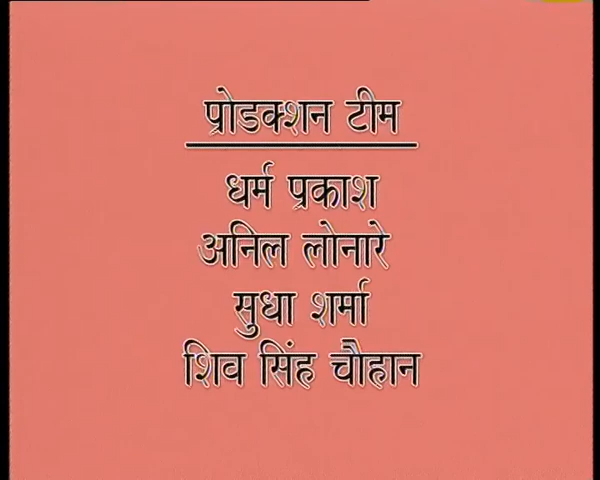 प्रोडक्शन टीम
धर्म प्रकाश
अनिल लोनारे
सुधा शर्मा
शिव सिंह चौहान